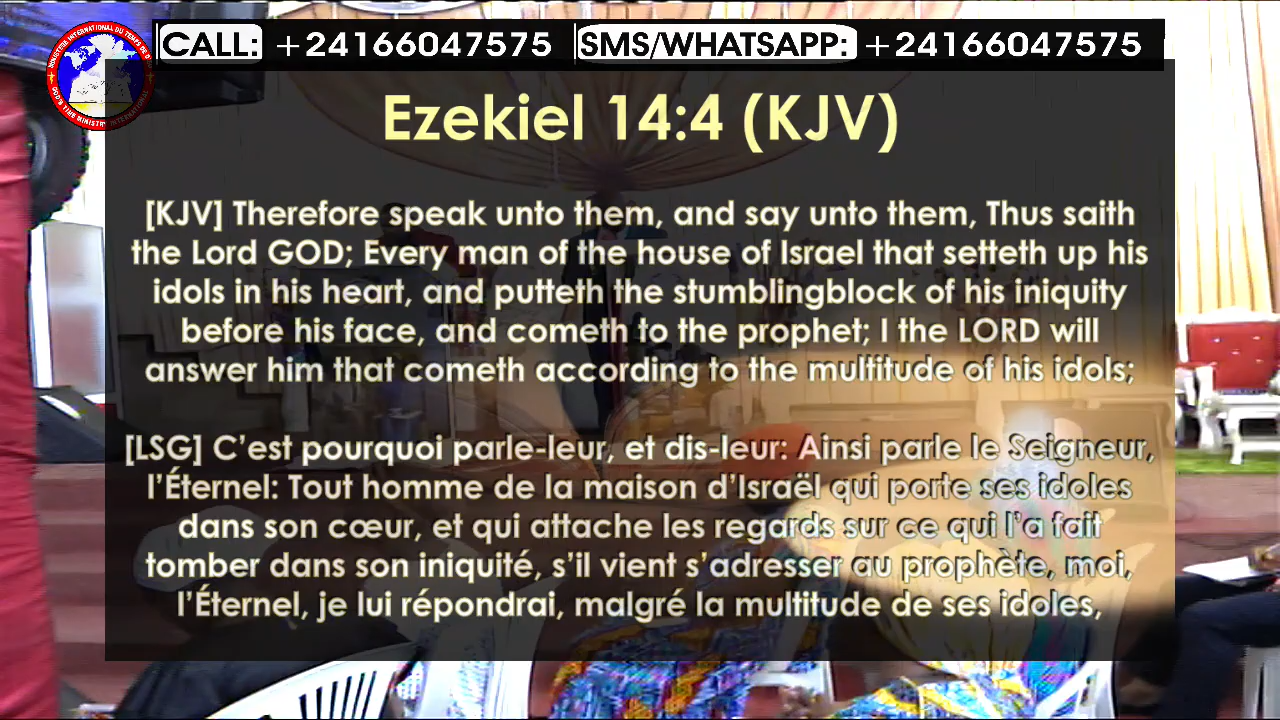 CALL: +24166047575 SMS/WHATSAPP: +24166047575
Ezekiel 14:4 (KJV)
[KJV] Therefore speak unto them, and say unto them, Thus saith
the Lord GOD; Every man of the house of Israel that setteth up his
idols in his heart, and putteth the stumblingblock of his iniquity
before his face, and cometh to the prophet; I the LORD will
answer him that cometh according to the multitude of his idols;
[LSG] C’est pourquoi parle-leur, et dis-leur: Ainsi parle le Seigneur,
l’Éternel: Tout homme de la maison d’Israël qui porte ses idoles
dans son cœur, et qui attache les regards sur ce qui l’a fait
tomber dans son iniquité, s’il vient s’adresser au prophète, moi,
l’Éternel, je lui répondrai, malgré la multitude de ses idoles,